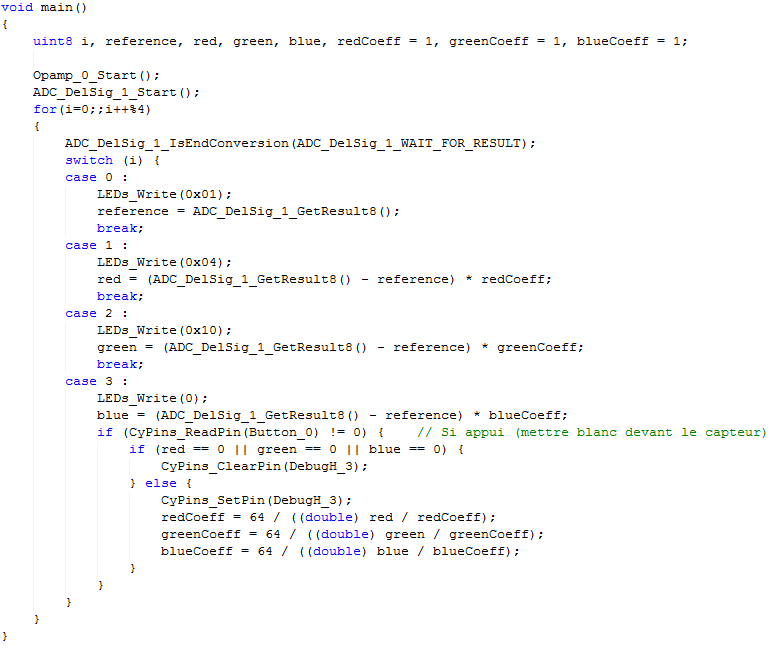 void main()
{
    uint8 i, reference, red, green, blue, redCoeff = 1, greenCoeff = 1, blueCoeff = 1;

    Opamp_0_Start();
    ADC_DelSig_1_Start();
    for(i=0;;i++%4)
    {
        ADC_DelSig_1_IsEndConversion(ADC_DelSig_1_WAIT_FOR_RESULT);
        switch (i) {
        case 0 :
            LEDs_Write(0x01);
            reference = ADC_DelSig_1_GetResult8();
            break;
        case 1 :
            LEDs_Write(0x04);
            red = (ADC_DelSig_1_GetResult8() - reference) * redCoeff;
            break;
        case 2 :
            LEDs_Write(0x10);
            green = (ADC_DelSig_1_GetResult8() - reference) * greenCoeff;
            break;
        case 3 :
            LEDs_Write(0);
            blue = (ADC_DelSig_1_GetResult8() - reference) * blueCoeff;
            if (CyPins_ReadPin(Button_0) != 0) {    // Si appui (mettre blanc devant le capteur)
                if (red == 0 || green == 0 || blue == 0) {
                    CyPins_ClearPin(DebugH_3);
                } else {
                    CyPins_SetPin(DebugH_3);
                    redCoeff = 64 / ((double) red / redCoeff);
                    greenCoeff = 64 / ((double) green / greenCoeff);
                    blueCoeff = 64 / ((double) blue / blueCoeff);
                }
            }
        }
    }
}